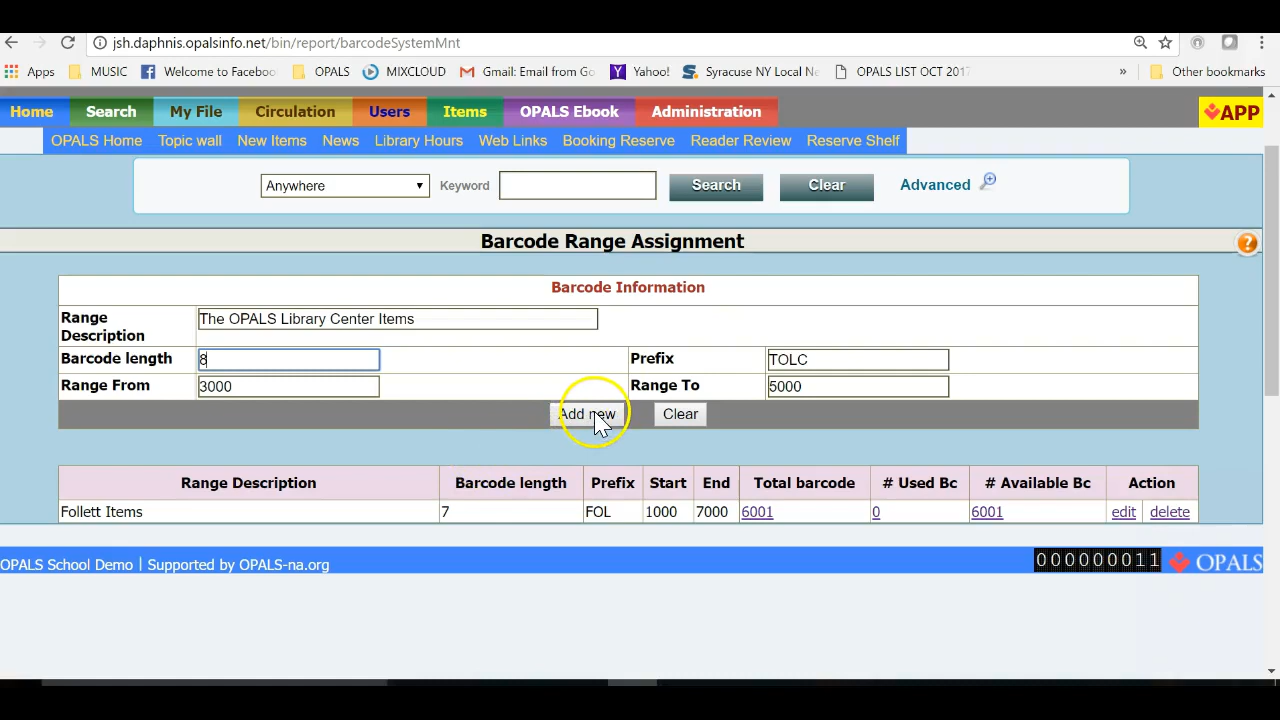 jsh.daphnis.opalsinfo.net/bin/report/barcodeSystemMnt
Apps MUSIC Welcome to Facebo OPALS MIXCLO Gmail: Email from Go Yahoo! Syracuse NY Local Ne OPALS LIST OCT 2017 » Other bookmarks
Home Search My File Circulation Users Items OPALS Ebook Administration APP
OPALS Home Topic wall New Items News Library Hours Web Links Booking Reserve Reader Review Reserve Shelf
Anywhere Keyword Search Clear Advanced
Barcode Range Assignment ?
Barcode Information
Range Description The OPALS Library Center Items
Barcode length 8 Prefix TOLC
Range From 3000 Range To 5000
Add new Clear
Range Description Barcode length Prefix Start End Total barcode # Used Bc # Available Bc Action
Follett Items 7 FOL 1000 7000 6001 0 6001 edit delete
OPALS School Demo | Supported by OPALS-na.org 000000011 OPALS